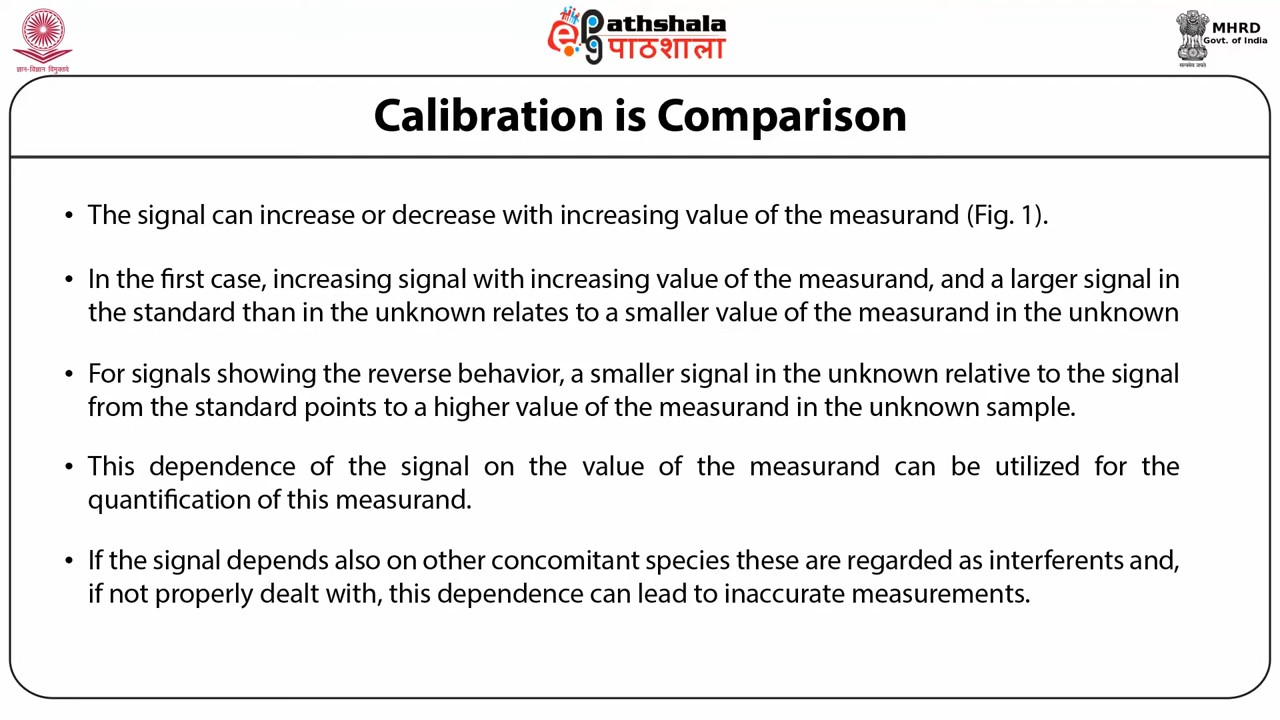 ज्ञान-विज्ञान विमुक्तये
epgathshala
पाठशाला
सत्यमेव जयते
MHRD
Govt. of India
Calibration is Comparison
• The signal can increase or decrease with increasing value of the measurand (Fig. 1).
• In the first case, increasing signal with increasing value of the measurand, and a larger signal in
the standard than in the unknown relates to a smaller value of the measurand in the unknown
• For signals showing the reverse behavior, a smaller signal in the unknown relative to the signal
from the standard points to a higher value of the measurand in the unknown sample.
• This dependence of the signal on the value of the measurand can be utilized for the
quantification of this measurand.
• If the signal depends also on other concomitant species these are regarded as interferents and,
if not properly dealt with, this dependence can lead to inaccurate measurements.